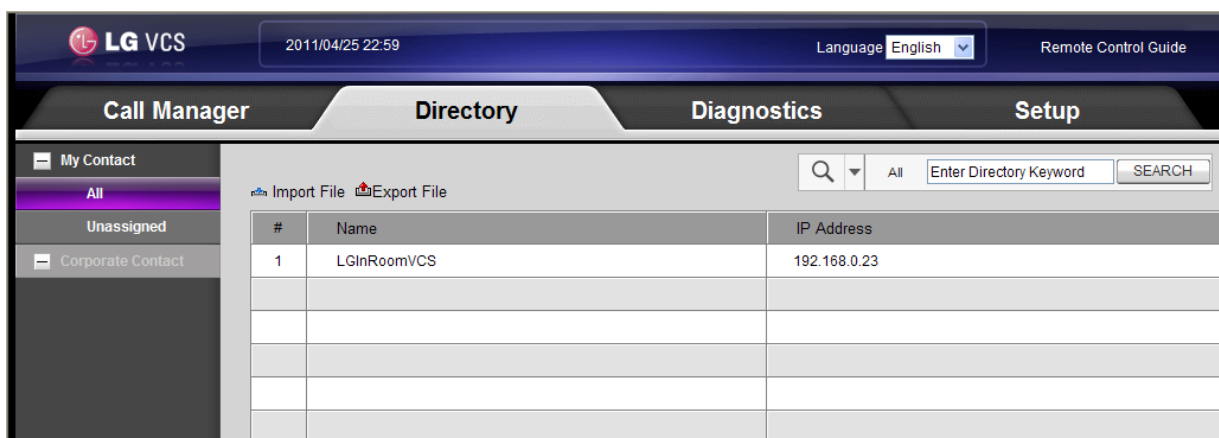 LG VCS 2011/04/25 22:59 Language English Remote Control Guide
Call Manager Directory Diagnostics Setup
My Contact
All Enter Directory Keyword SEARCH
All
Import File Export File
Unassigned
# Name IP Address
Corporate Contact
1 LGInRoomVCS 192.168.0.23